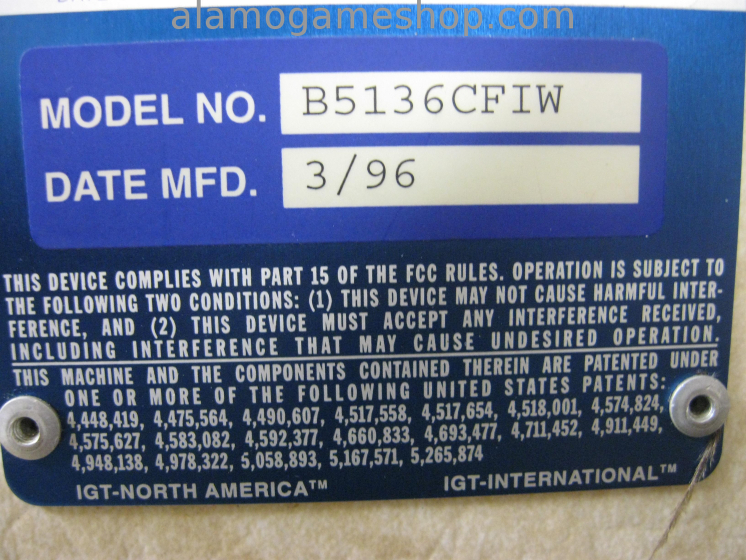 alamogameshop.com
MODEL NO. B5136CFIW
DATE MFD. 3/96
THIS DEVICE COMPLIES WITH PART 15 OF THE FCC RULES. OPERATION IS SUBJECT TO
THE FOLLOWING TWO CONDITIONS: (1) THIS DEVICE MAY NOT CAUSE HARMFUL INTER-
FERENCE, AND (2) THIS DEVICE MUST ACCEPT ANY INTERFERENCE RECEIVED,
INCLUDING INTERFERENCE THAT MAY CAUSE UNDESIRED OPERATION.
THIS MACHINE AND THE COMPONENTS CONTAINED THEREIN ARE PATENTED UNDER
ONE OR MORE OF THE FOLLOWING UNITED STATES PATENTS:
4,448,419, 4,475,564, 4,490,607, 4,517,558, 4,517,654, 4,518,001, 4,574,824,
4,575,627, 4,583,082, 4,592,377, 4,660,833, 4,693,477, 4,711,452, 4,911,449,
4,948,138, 4,978,322, 5,058,893, 5,167,571, 5,265,874
IGT-NORTH AMERICA™ IGT-INTERNATIONAL™